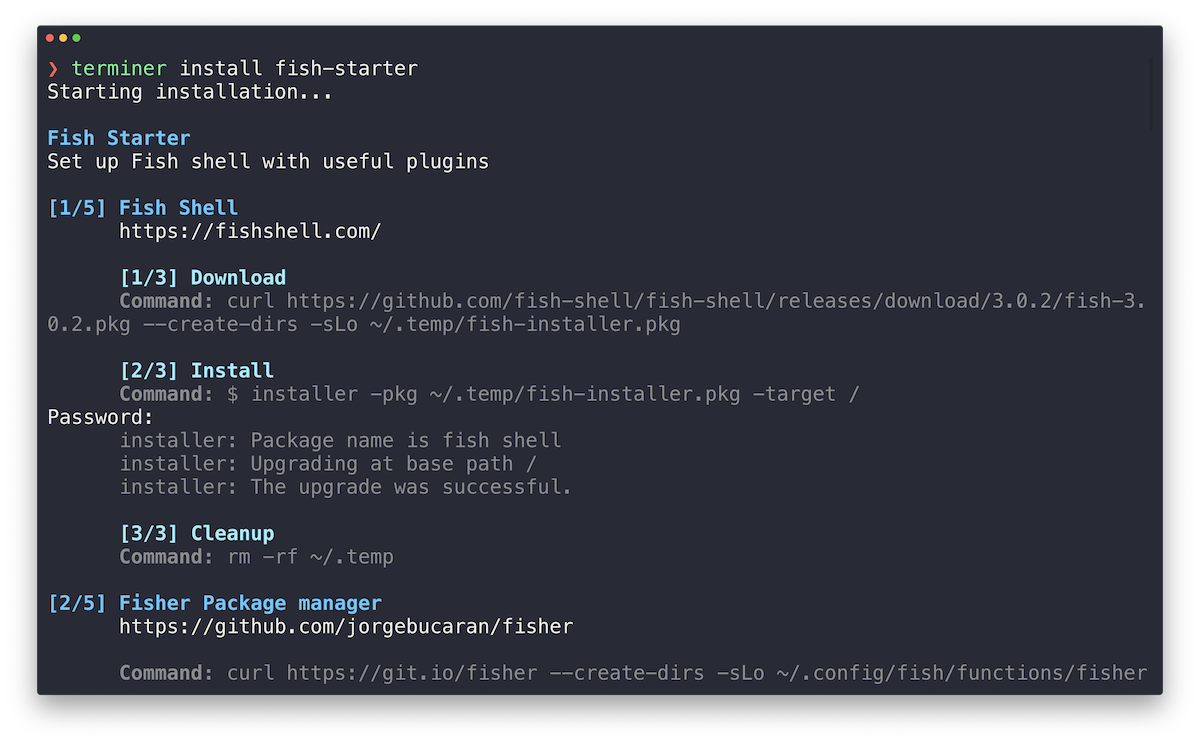 ❯ terminer install fish-starter
Starting installation...
Fish Starter
Set up Fish shell with useful plugins
[1/5] Fish Shell
https://fishshell.com/
[1/3] Download
Command: curl https://github.com/fish-shell/fish-shell/releases/download/3.0.2/fish-3.
0.2.pkg --create-dirs -sLo ~/.temp/fish-installer.pkg
[2/3] Install
Command: $ installer -pkg ~/.temp/fish-installer.pkg -target /
Password:
installer: Package name is fish shell
installer: Upgrading at base path /
installer: The upgrade was successful.
[3/3] Cleanup
Command: rm -rf ~/.temp
[2/5] Fisher Package manager
https://github.com/jorgebucaran/fisher
Command: curl https://git.io/fisher --create-dirs -sLo ~/.config/fish/functions/fisher